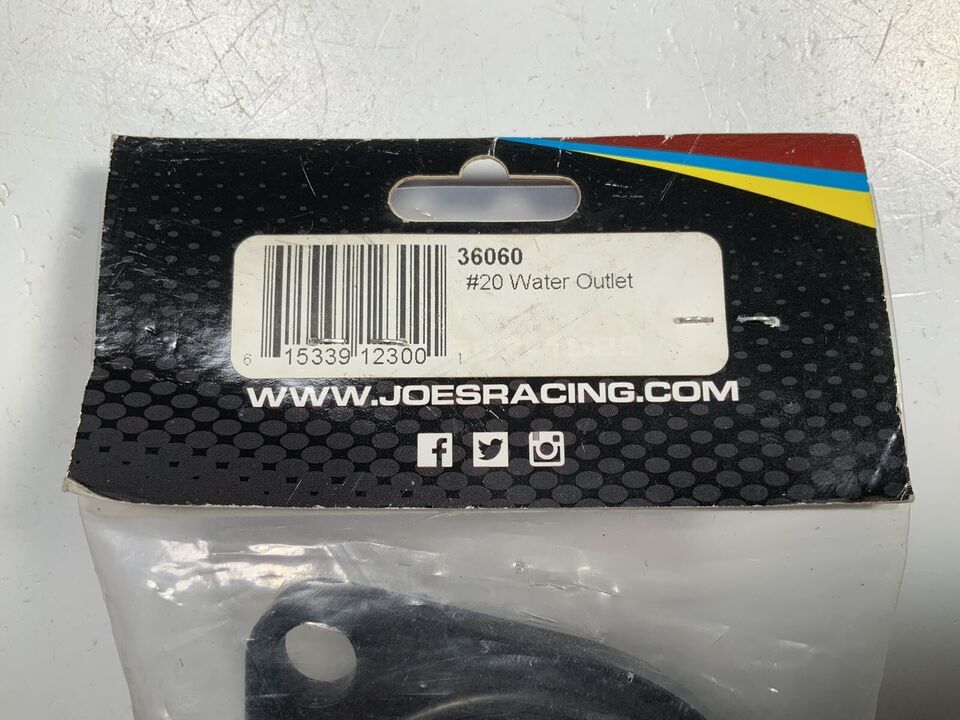 36060
#20 Water Outlet
6 15339 12300 1
WWW.JOESRACING.COM